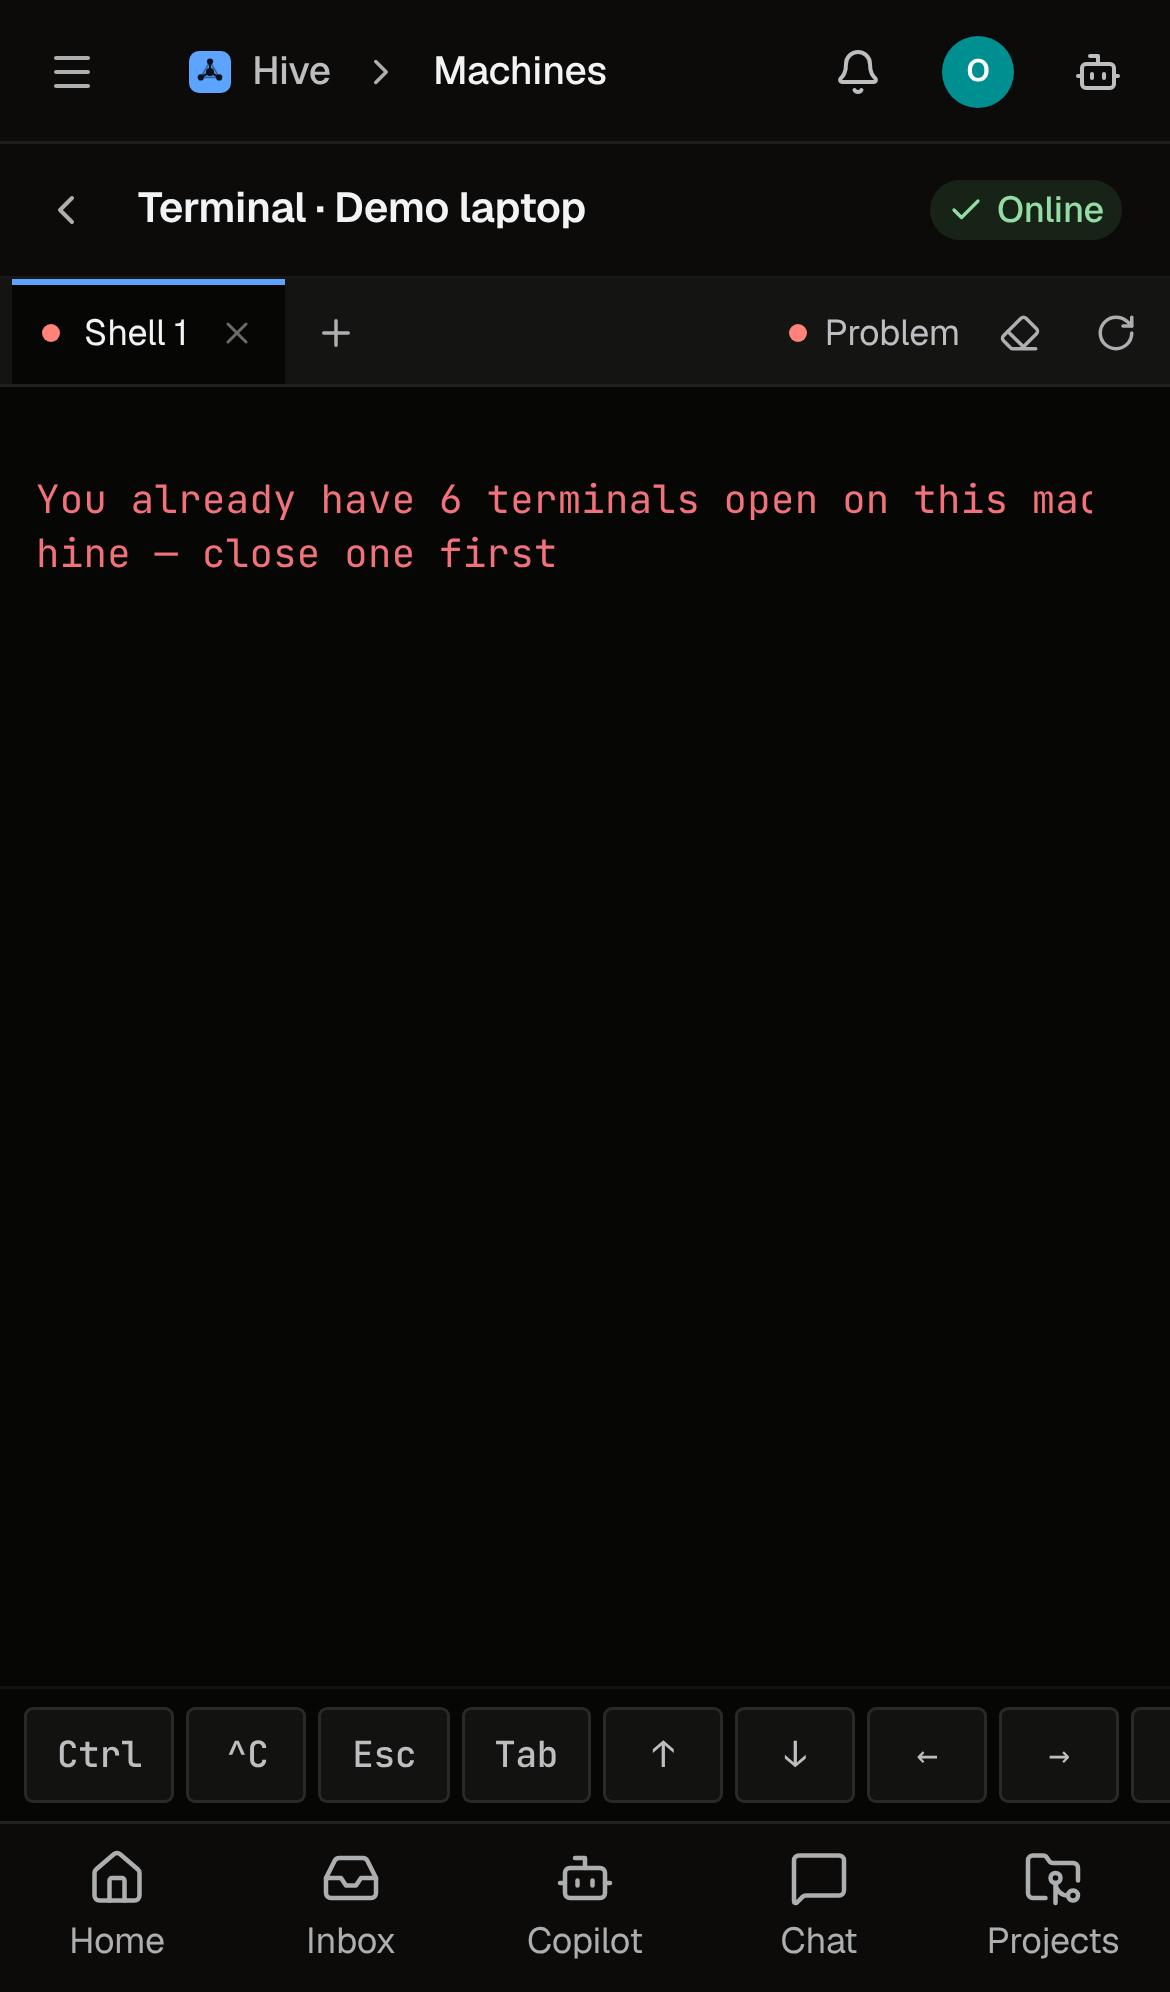 Hive > Machines
O
Terminal · Demo laptop
Online
Shell 1
Problem
You already have 6 terminals open on this mac
hine — close one first
Ctrl ^C Esc Tab ↑ ↓ ← →
Home Inbox Copilot Chat Projects